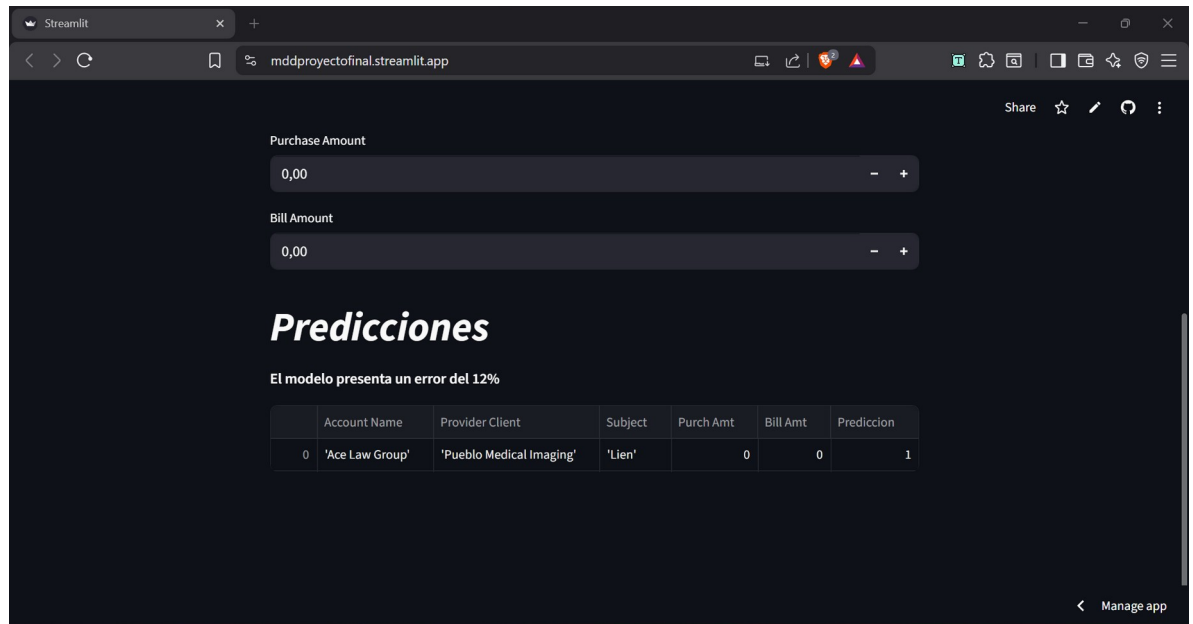 Streamlit
mddproyectofinal.streamlit.app
2
Share
Purchase Amount
0,00
Bill Amount
0,00
Predicciones
El modelo presenta un error del 12%
Account Name Provider Client Subject Purch Amt Bill Amt Prediccion
0 'Ace Law Group' 'Pueblo Medical Imaging' 'Lien' 0 0 1
Manage app